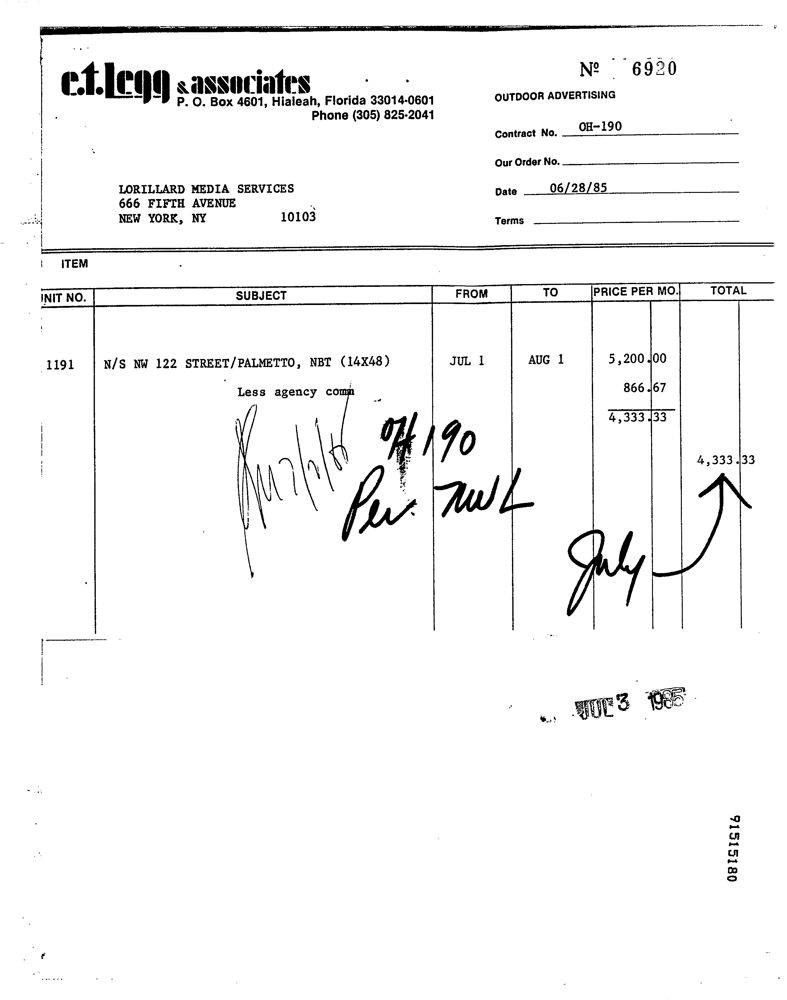 c.t.Legg & associates
P. O. Box 4601, Hialeah, Florida 33014-0601
Phone (305) 825-2041
Nº 6920
OUTDOOR ADVERTISING
Contract No. OH-190
Our Order No.
Date 06/28/85
Terms
LORILLARD MEDIA SERVICES
666 FIFTH AVENUE
NEW YORK, NY 10103
ITEM
UNIT NO. SUBJECT FROM TO PRICE PER MO. TOTAL
1191 N/S NW 122 STREET/PALMETTO, NBT (14X48) JUL 1 AUG 1 5,200.00
Less agency comm 866.67
4,333.33
OH 190
4,333.33
Per. NWL
July
JUL 3 1985
91515180